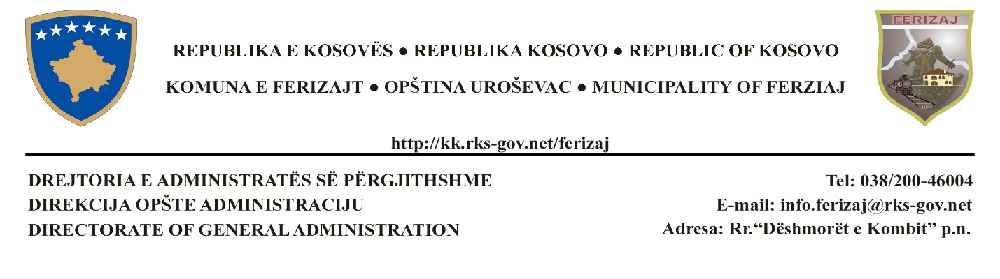 FERIZAJ
REPUBLIKA E KOSOVËS ● REPUBLIKA KOSOVO ● REPUBLIC OF KOSOVO
KOMUNA E FERIZAJT ● OPŠTINA UROŠEVAC ● MUNICIPALITY OF FERZIAJ
1873
http://kk.rks-gov.net/ferizaj
DREJTORIA E ADMINISTRATËS SË PËRGJITHSHME
Tel: 038/200-46004
DIREKCIJA OPŠTE ADMINISTRACIJU
E-mail: info.ferizaj@rks-gov.net
DIRECTORATE OF GENERAL ADMINISTRATION
Adresa: Rr.“Dëshmorët e Kombit” p.n.